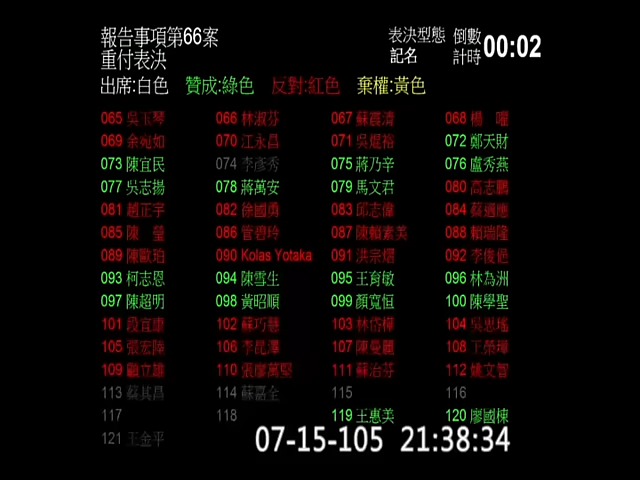 報告事項第66案
重付表決
表決型態
記名
倒數
計時
00:02
出席:白色 贊成:綠色 反對:紅色 棄權:黃色
065 吳玉琴 066 林淑芬 067 蘇震清 068 楊 曜
069 余宛如 070 江永昌 071 吳焜裕 072 鄭天財
073 陳宜民 074 李彥秀 075 蔣乃辛 076 盧秀燕
077 吳志揚 078 蔣萬安 079 馬文君 080 高志鵬
081 趙正宇 082 徐國勇 083 邱志偉 084 蔡適應
085 陳 瑩 086 管碧玲 087 陳賴素美 088 賴瑞隆
089 陳歐珀 090 Kolas Yotaka 091 洪宗熠 092 李俊俋
093 柯志恩 094 陳雪生 095 王育敏 096 林為洲
097 陳超明 098 黃昭順 099 顏寬恒 100 陳學聖
101 段宜康 102 蘇巧慧 103 林岱樺 104 吳思瑤
105 張宏陸 106 李昆澤 107 陳曼麗 108 王榮璋
109 顧立雄 110 張廖萬堅 111 蘇治芬 112 姚文智
113 蔡其昌 114 蘇嘉全 115 116
117 118 119 王惠美 120 廖國棟
121 王金平
07-15-105 21:38:34